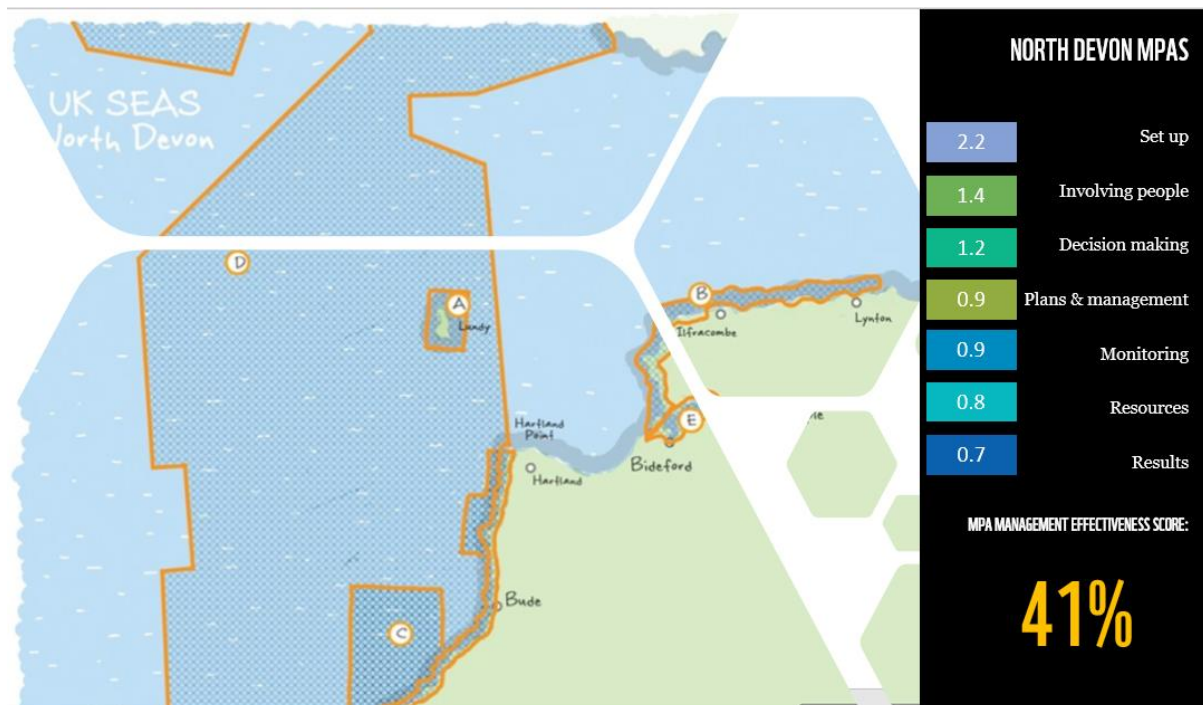 UK SEAS
North Devon
D
A
Lundy
B
Ilfracombe
Lynton
Hartland
Point
Hartland
E
Bideford
Bude
C
NORTH DEVON MPAS
2.2 Set up
1.4 Involving people
1.2 Decision making
0.9 Plans & management
0.9 Monitoring
0.8 Resources
0.7 Results
MPA MANAGEMENT EFFECTIVENESS SCORE:
41%